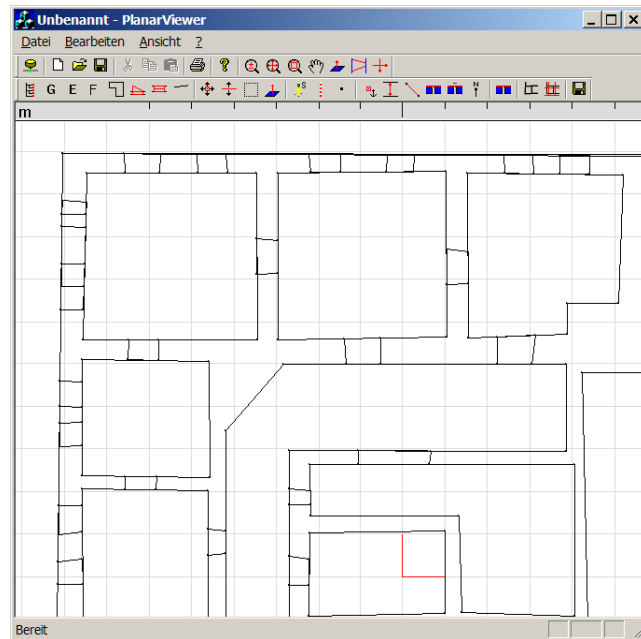 Unbenannt - PlanarViewer
Datei Bearbeiten Ansicht ?
?
G E F S N
m
Bereit